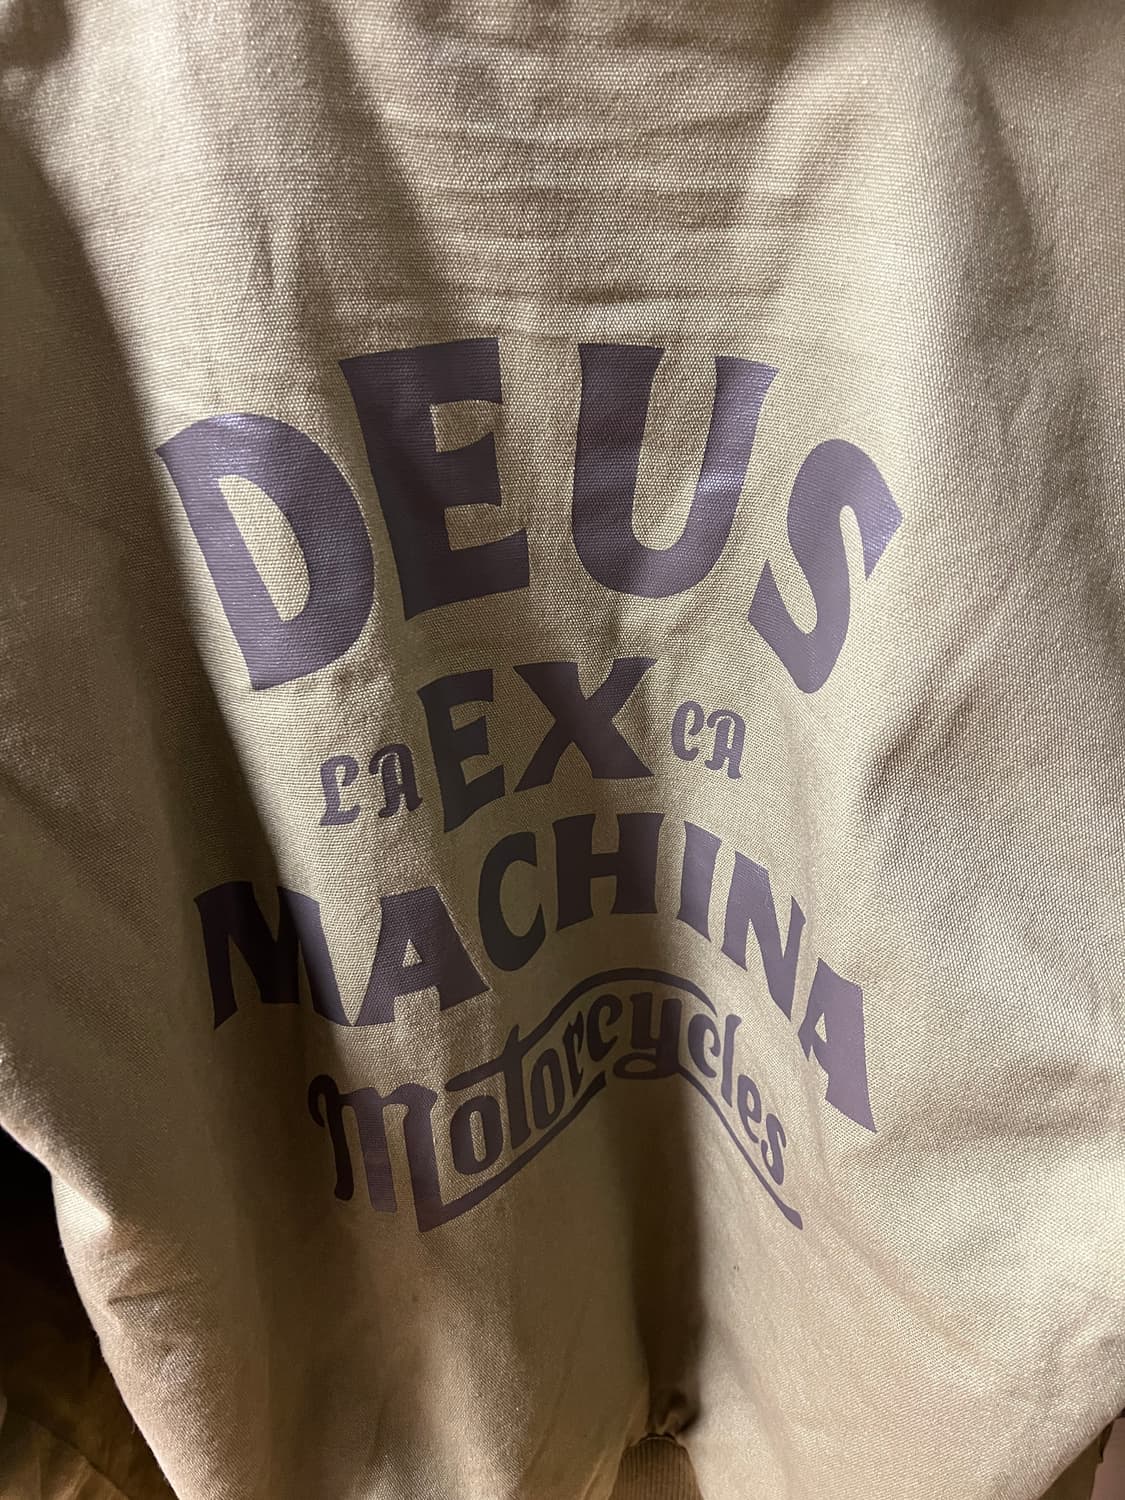 DEUS
LA EX CA
MACHINA
Motorcycles